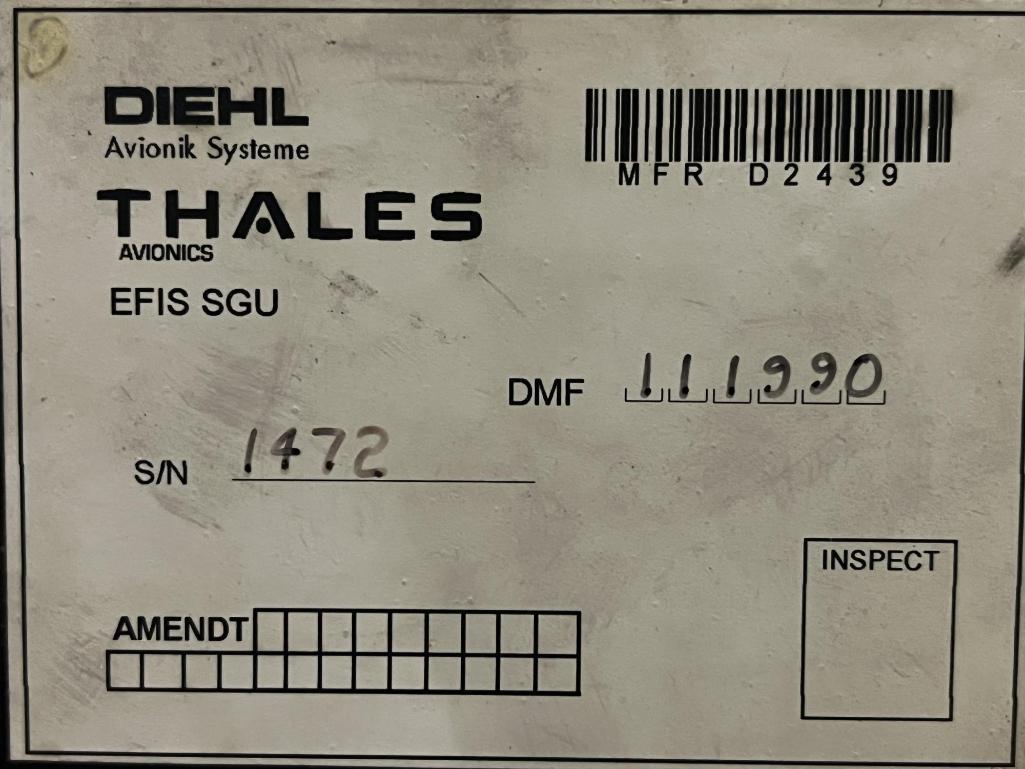 DIEHL
Avionik Systeme
MFR D2439
THALES
AVIONICS
EFIS SGU
DMF 111990
S/N 1472
INSPECT
AMENDT